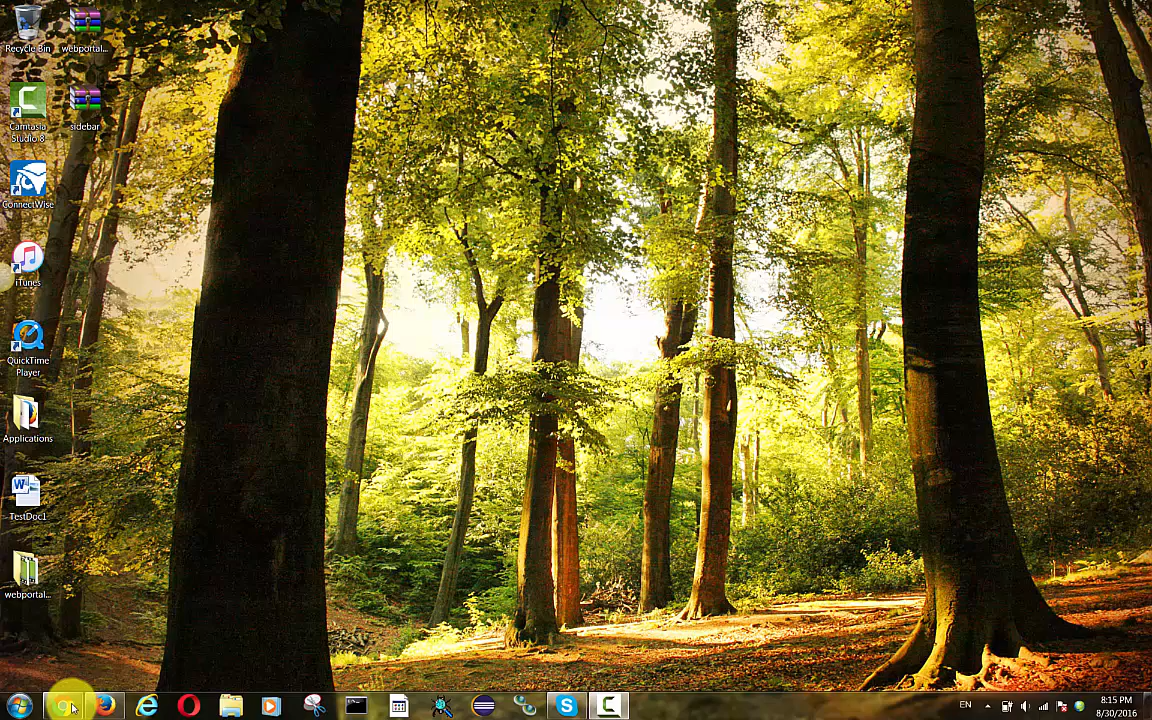 Recycle Bin
webportal...
Camtasia
Studio 8
sidebar
ConnectWise
iTunes
QuickTime
Player
Applications
TestDoc1
webportal...
EN
8:15 PM
8/30/2016